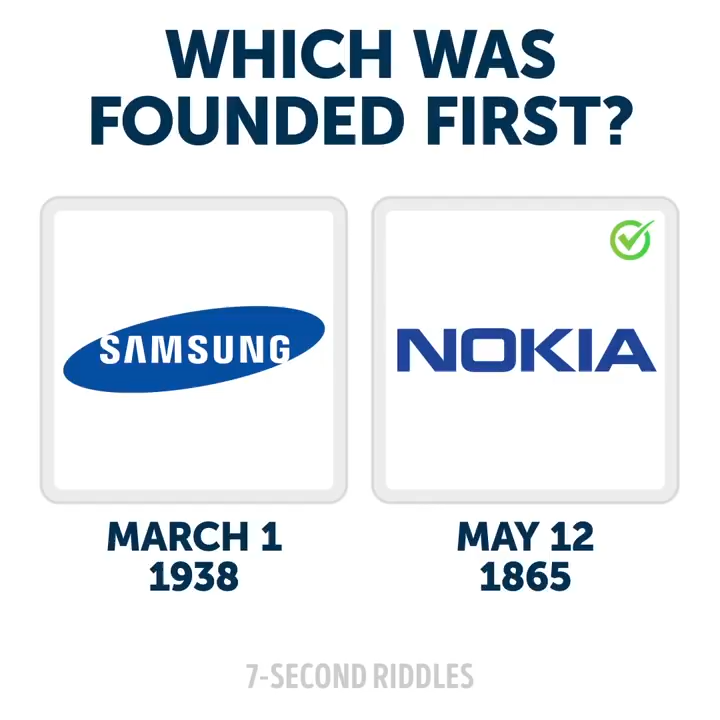 WHICH WAS
FOUNDED FIRST?
SAMSUNG
NOKIA
MARCH 1
1938
MAY 12
1865
7-SECOND RIDDLES